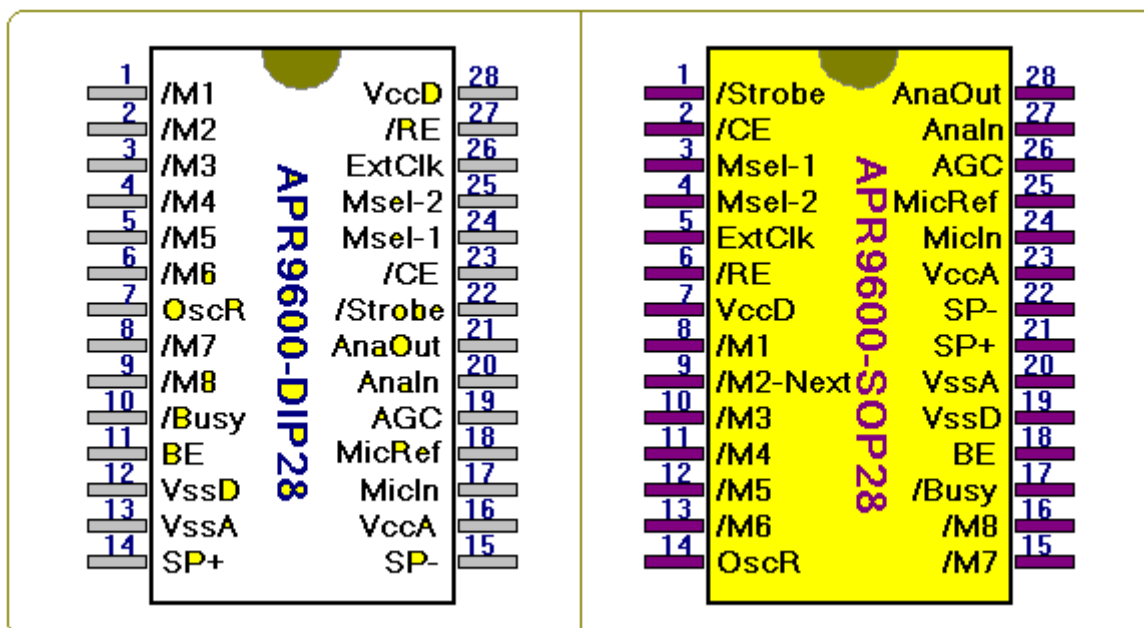 1 /M1 VccD 28
2 /M2 /RE 27
3 /M3 ExtClk 26
4 /M4 Msel-2 25
5 /M5 Msel-1 24
6 /M6 /CE 23
7 OscR /Strobe 22
8 /M7 AnaOut 21
9 /M8 AnaIn 20
10 /Busy AGC 19
11 BE MicRef 18
12 VssD MicIn 17
13 VssA VccA 16
14 SP+ SP- 15
APR9600-DIP28
1 /Strobe AnaOut 28
2 /CE AnaIn 27
3 Msel-1 AGC 26
4 Msel-2 MicRef 25
5 ExtClk MicIn 24
6 /RE VccA 23
7 VccD SP- 22
8 /M1 SP+ 21
9 /M2-Next VssA 20
10 /M3 VssD 19
11 /M4 BE 18
12 /M5 /Busy 17
13 /M6 /M8 16
14 OscR /M7 15
APR9600-SOP28